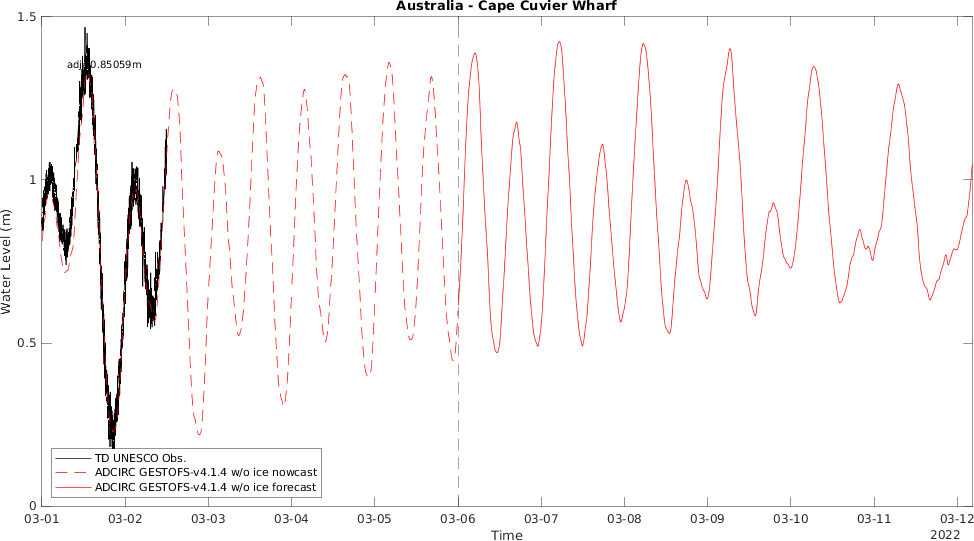 Australia - Cape Cuvier Wharf
1.5
1
0.5
0
Water Level (m)
TD UNESCO Obs.
ADCIRC GESTOFS-v4.1.4 w/o ice nowcast
ADCIRC GESTOFS-v4.1.4 w/o ice forecast
03-01 03-02 03-03 03-04 03-05 03-06 03-07 03-08 03-09 03-10 03-11 03-12
Time
2022